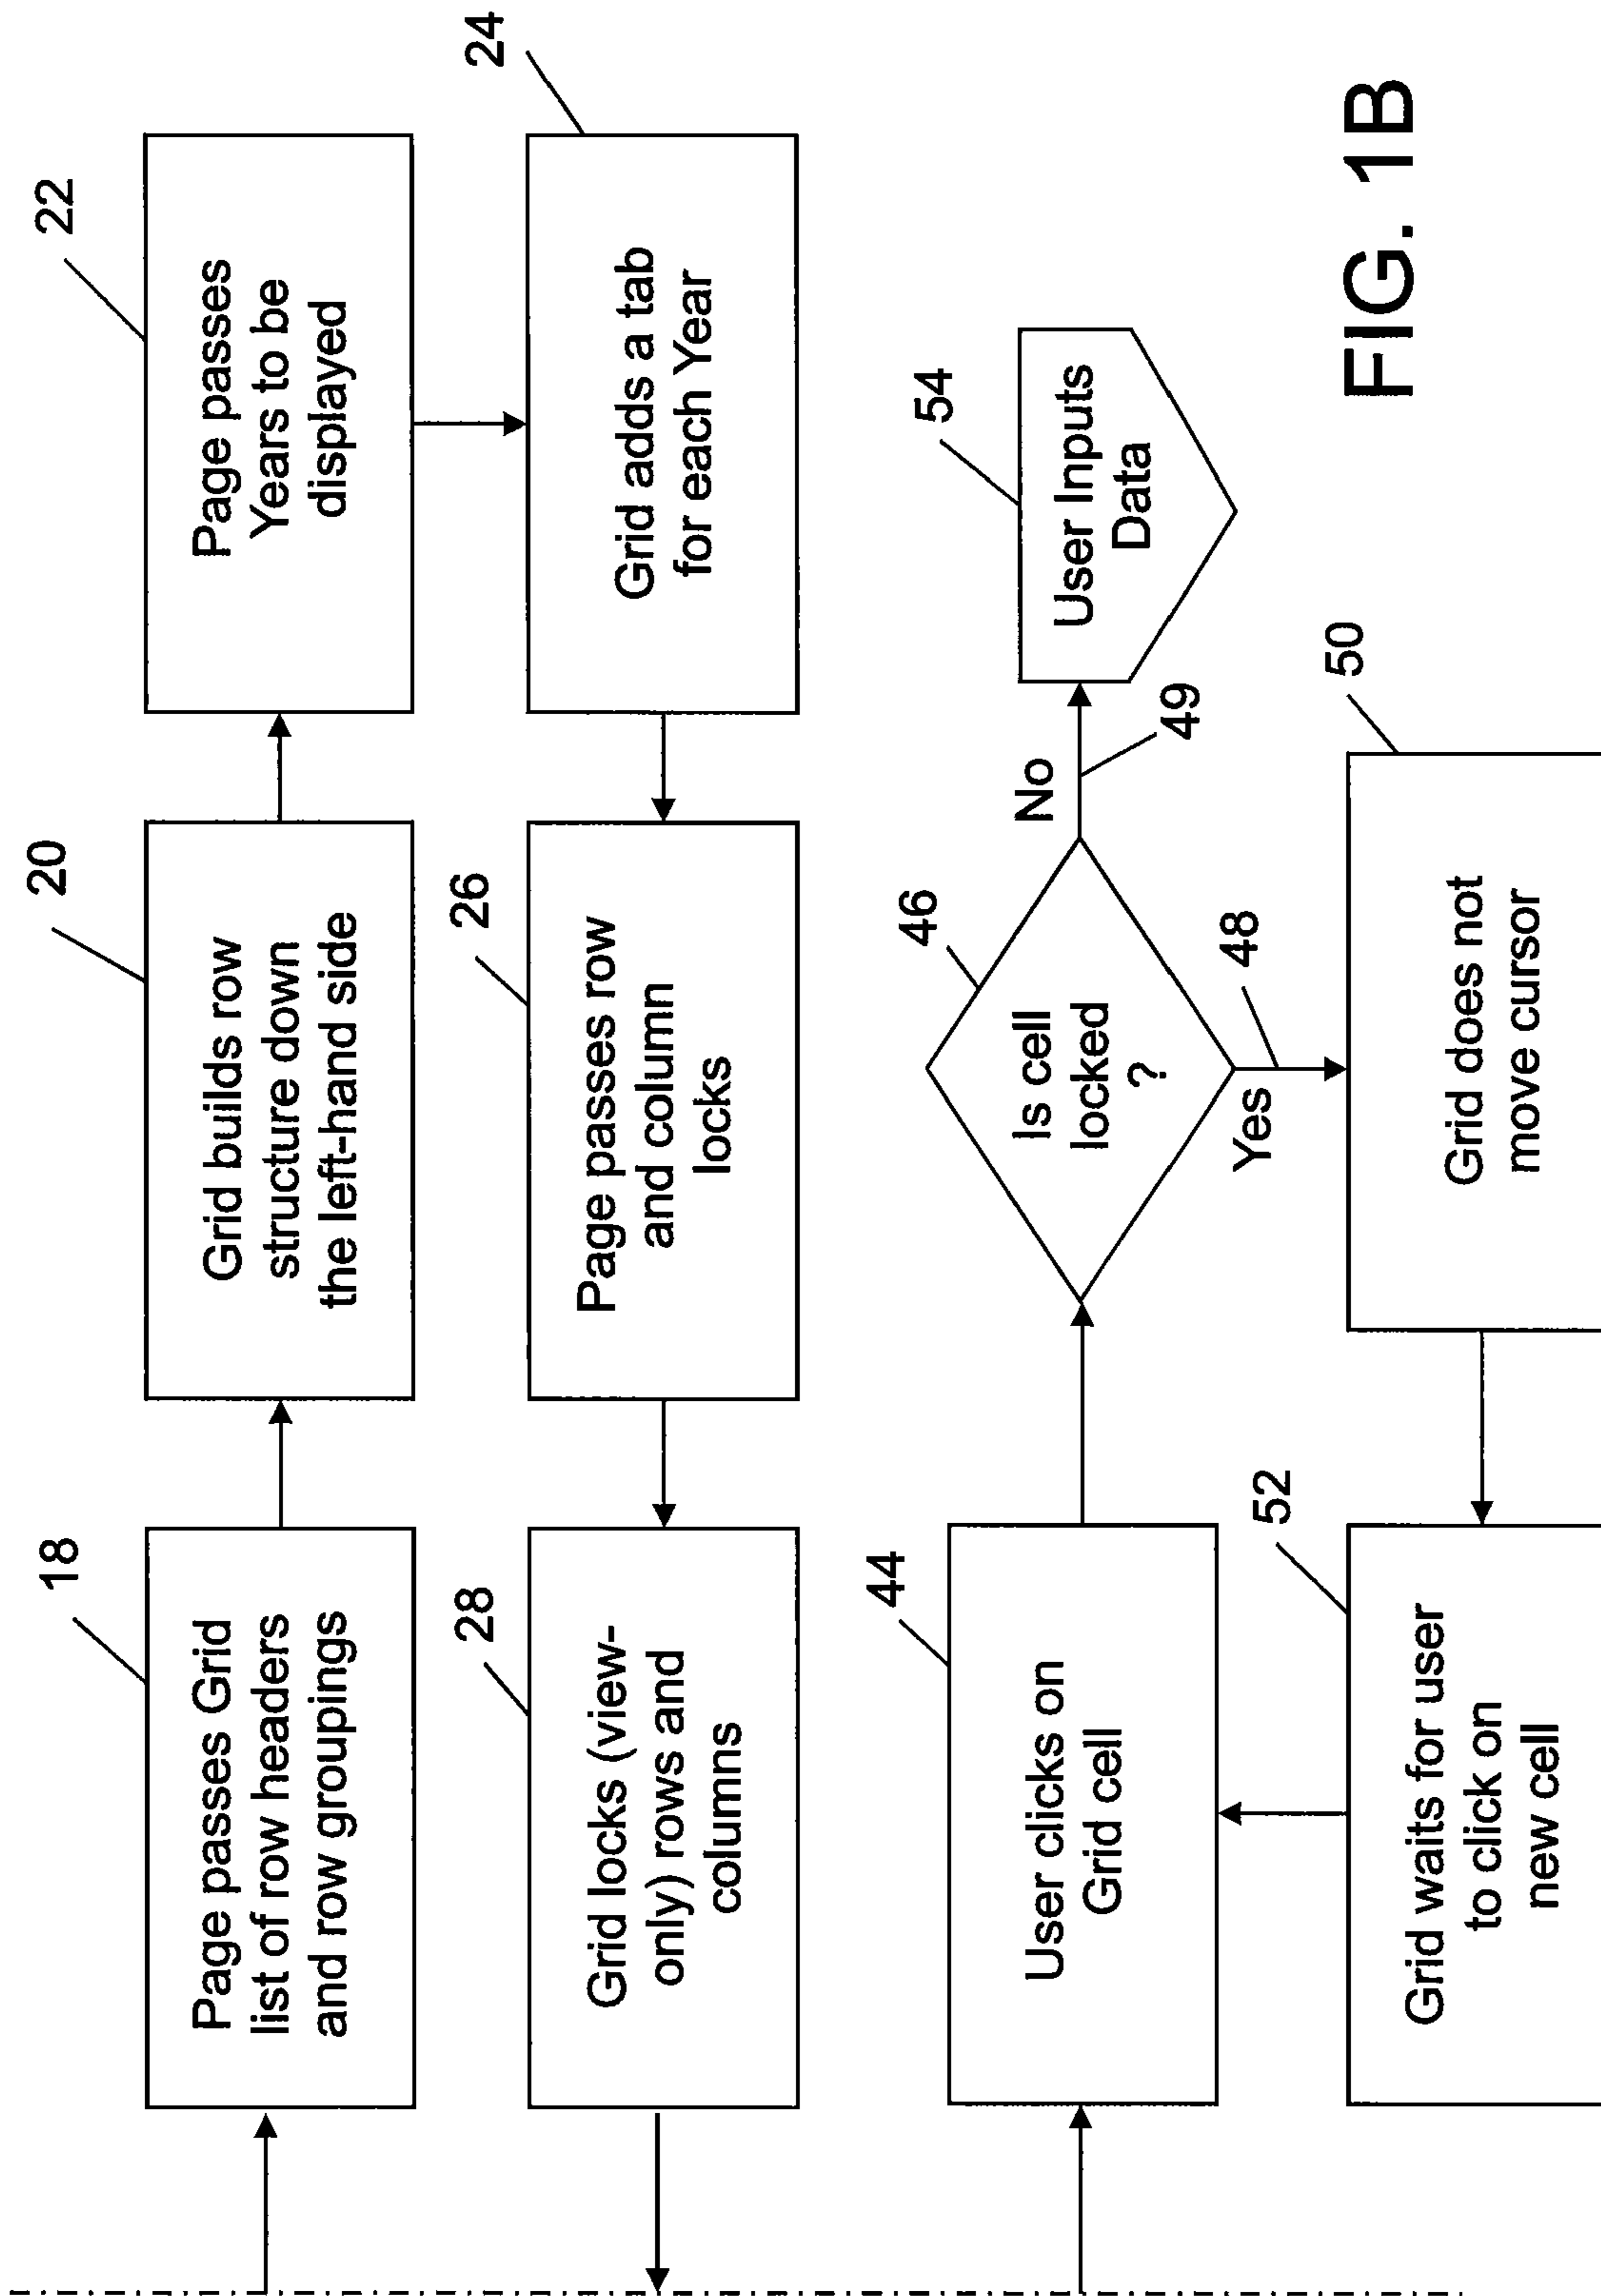 18
Page passes Grid
list of row headers
and row groupings
20
Grid builds row
structure down
the left-hand side
22
Page passes
Years to be
displayed
28
Grid locks (view-
only) rows and
columns
26
Page passes row
and column
locks
24
Grid adds a tab
for each Year
44
User clicks on
Grid cell
46
Is cell
locked
?
No
49
54
User Inputs
Data
Yes
48
52
Grid waits for user
to click on
new cell
50
Grid does not
move cursor
FIG. 1B